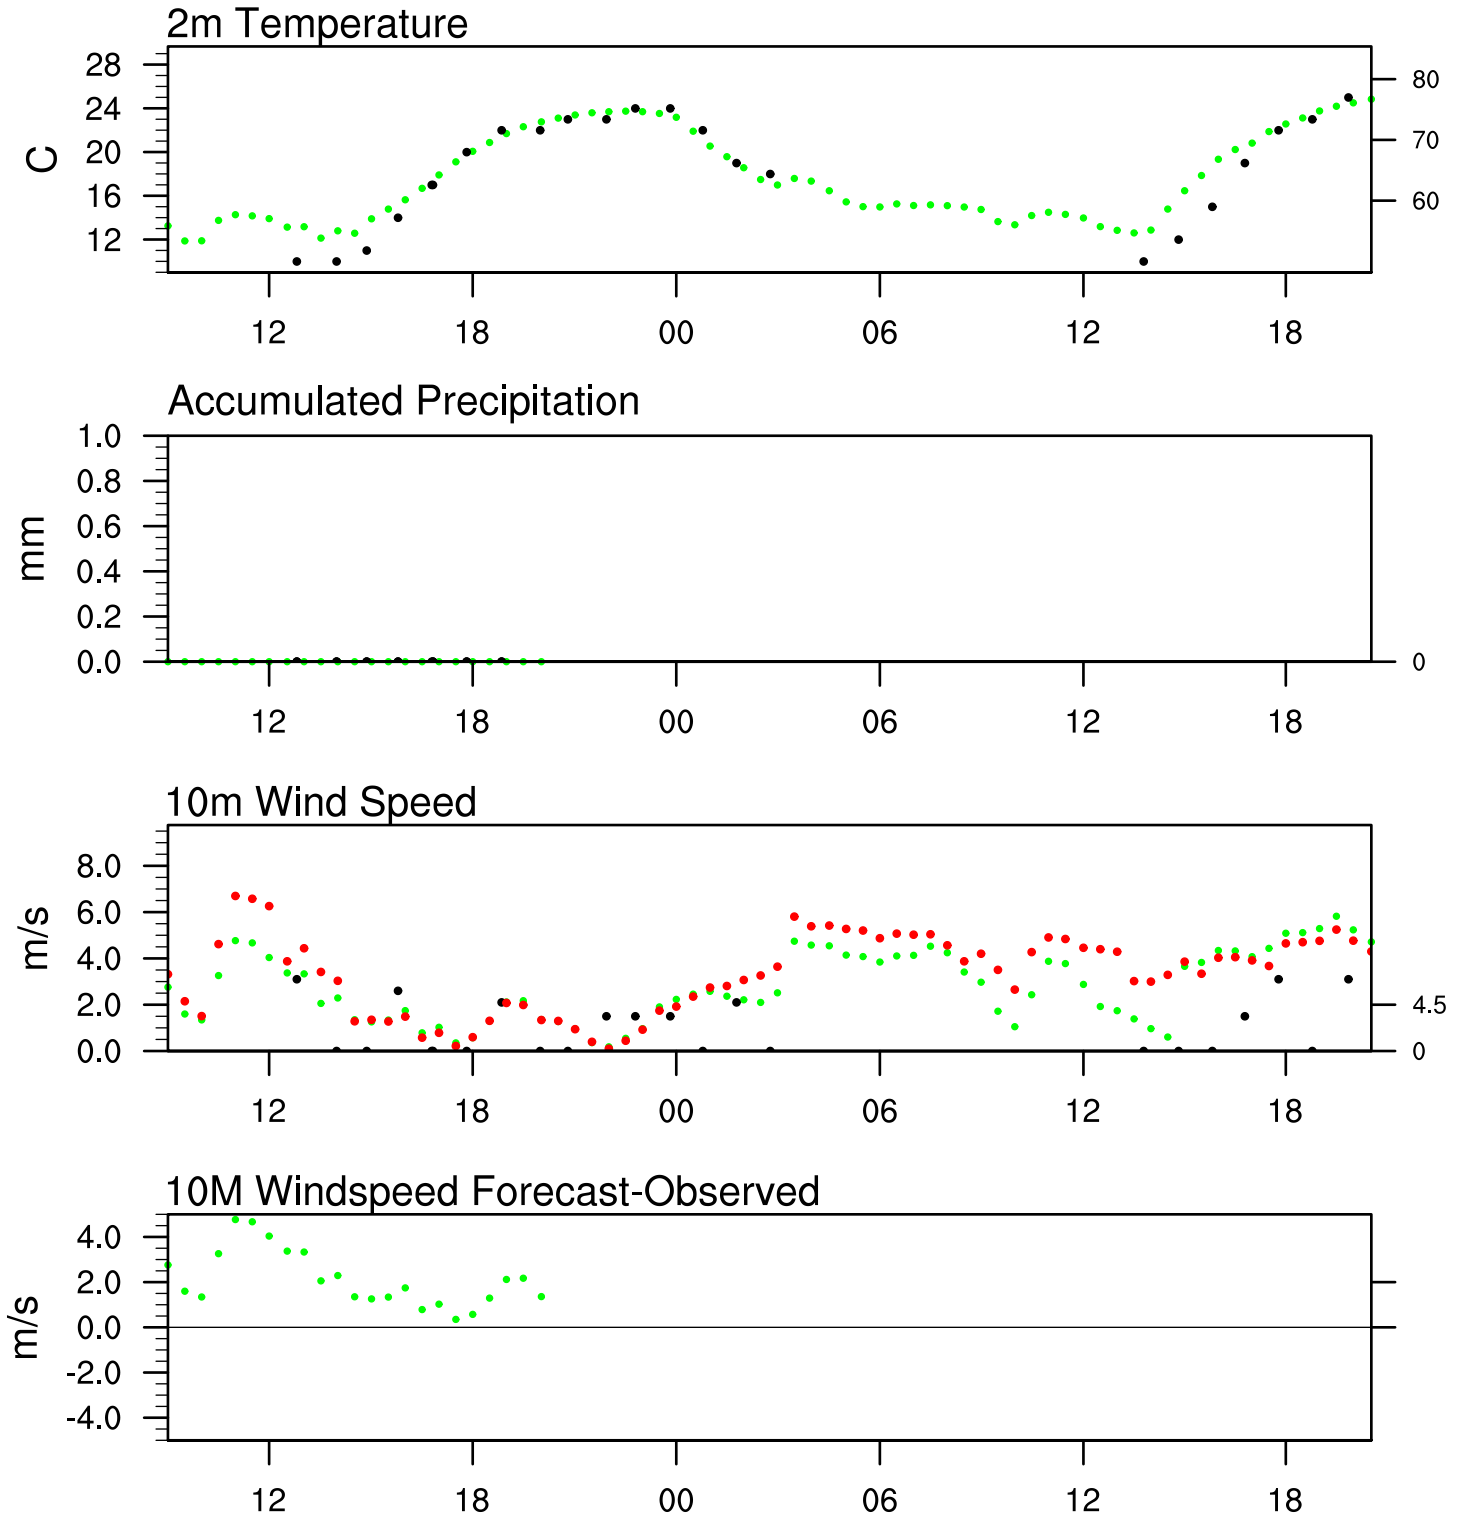 2m Temperature
28
24
20
16
12
C
80
70
60
12 18 00 06 12 18
Accumulated Precipitation
1.0
0.8
0.6
0.4
0.2
0.0
mm
0
12 18 00 06 12 18
10m Wind Speed
8.0
6.0
4.0
2.0
0.0
m/s
4.5
0
12 18 00 06 12 18
10M Windspeed Forecast-Observed
4.0
2.0
0.0
-2.0
-4.0
m/s
12 18 00 06 12 18